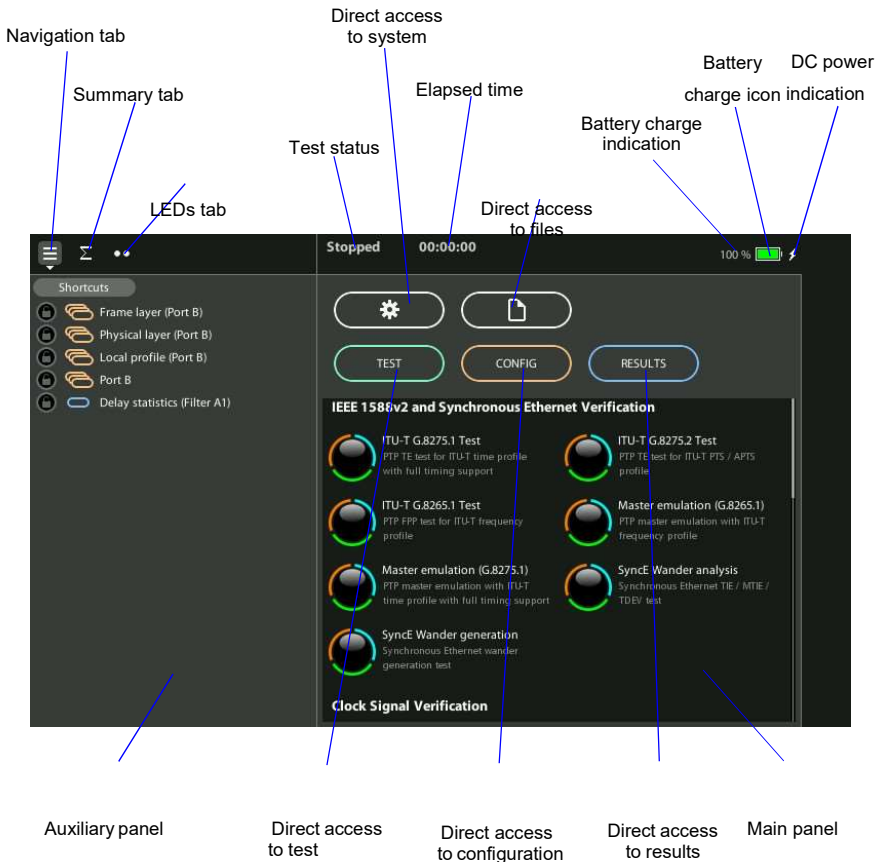 Direct access
to system
Navigation tab
Battery
charge icon
DC power
indication
Summary tab
Elapsed time
Battery charge
indication
Test status
LEDs tab
Direct access
to files
Stopped 00:00:00
100 %
Shortcuts
Frame layer (Port B)
Physical layer (Port B)
Local profile (Port B)
Port B
Delay statistics (Filter A1)
TEST CONFIG RESULTS
IEEE 1588v2 and Synchronous Ethernet Verification
ITU-T G.8275.1 Test
PTP TE test for ITU-T time profile
with full timing support
ITU-T G.8275.2 Test
PTP TE test for ITU-T PTS / APTS
profile
ITU-T G.8265.1 Test
PTP FPP test for ITU-T frequency
profile
Master emulation (G.8265.1)
PTP master emulation with ITU-T
frequency profile
Master emulation (G.8275.1)
PTP master emulation with ITU-T
time profile with full timing support
SyncE Wander analysis
Synchronous Ethernet TIE / MTIE /
TDEV test
SyncE Wander generation
Synchronous Ethernet wander
generation test
Clock Signal Verification
Auxiliary panel
Direct access
to test
Direct access
to configuration
Direct access
to results
Main panel